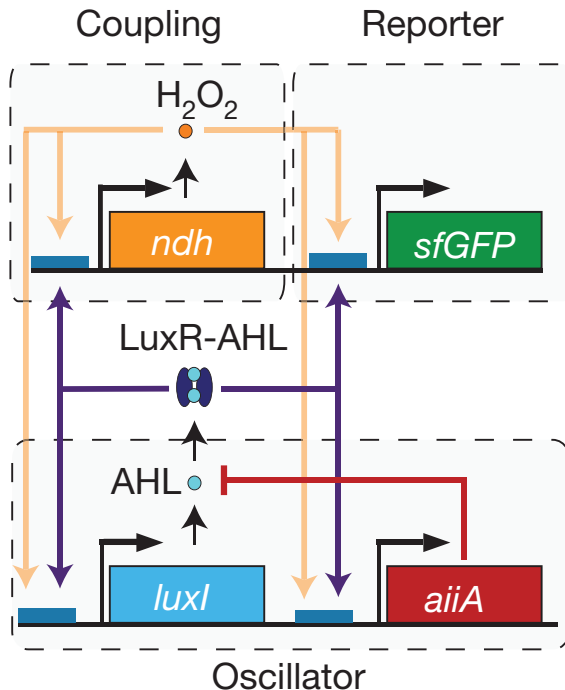 Coupling
Reporter
H₂O₂
ndh
sfGFP
LuxR-AHL
AHL
luxI
aiiA
Oscillator